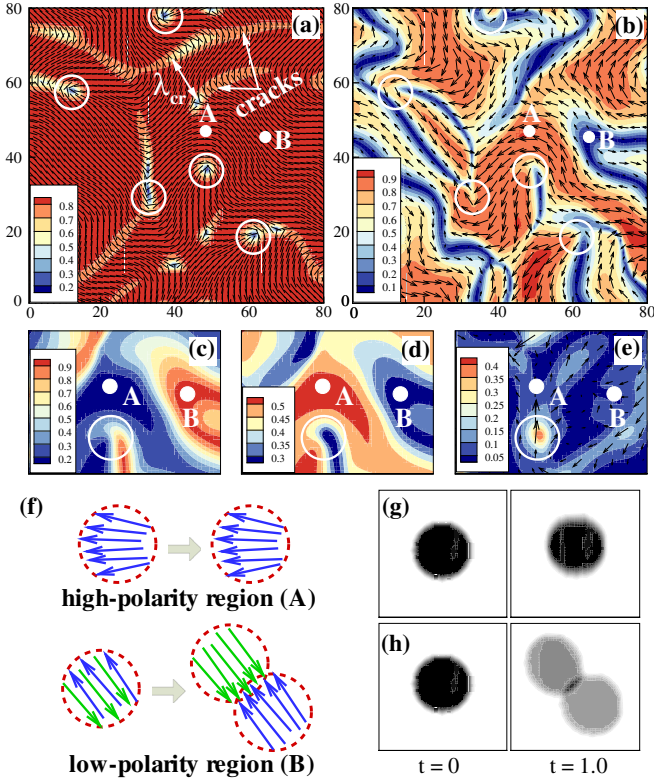 80
60
40
20
0
0
20
40
60
80
(a)
λcr
cracks
A
B
0.8
0.7
0.6
0.5
0.4
0.3
0.2
80
60
40
20
0
0
20
40
60
80
(b)
A
B
0.9
0.8
0.7
0.6
0.5
0.4
0.3
0.2
0.1
(c)
A
B
0.9
0.8
0.7
0.6
0.5
0.4
0.3
0.2
(d)
A
B
0.5
0.45
0.4
0.35
0.3
(e)
A
B
0.4
0.35
0.3
0.25
0.2
0.15
0.1
0.05
(f)
high-polarity region (A)
low-polarity region (B)
(g)
(h)
t = 0
t = 1.0